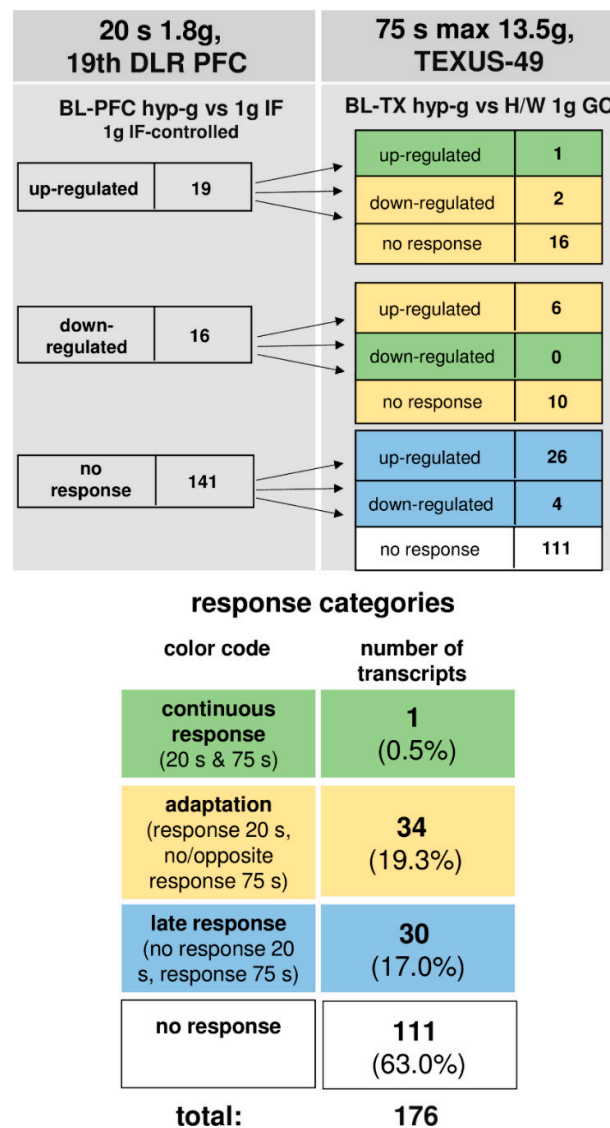 20 s 1.8g,
19th DLR PFC
75 s max 13.5g,
TEXUS-49
BL-PFC hyp-g vs 1g IF
1g IF-controlled
BL-TX hyp-g vs H/W 1g GC
up-regulated 19
up-regulated 1
down-regulated 2
no response 16
down-
regulated 16
up-regulated 6
down-regulated 0
no response 10
no
response 141
up-regulated 26
down-regulated 4
no response 111
response categories
color code
number of
transcripts
continuous
response
(20 s & 75 s)
1
(0.5%)
adaptation
(response 20 s,
no/opposite
response 75 s)
34
(19.3%)
late response
(no response 20
s, response 75 s)
30
(17.0%)
no response
111
(63.0%)
total: 176